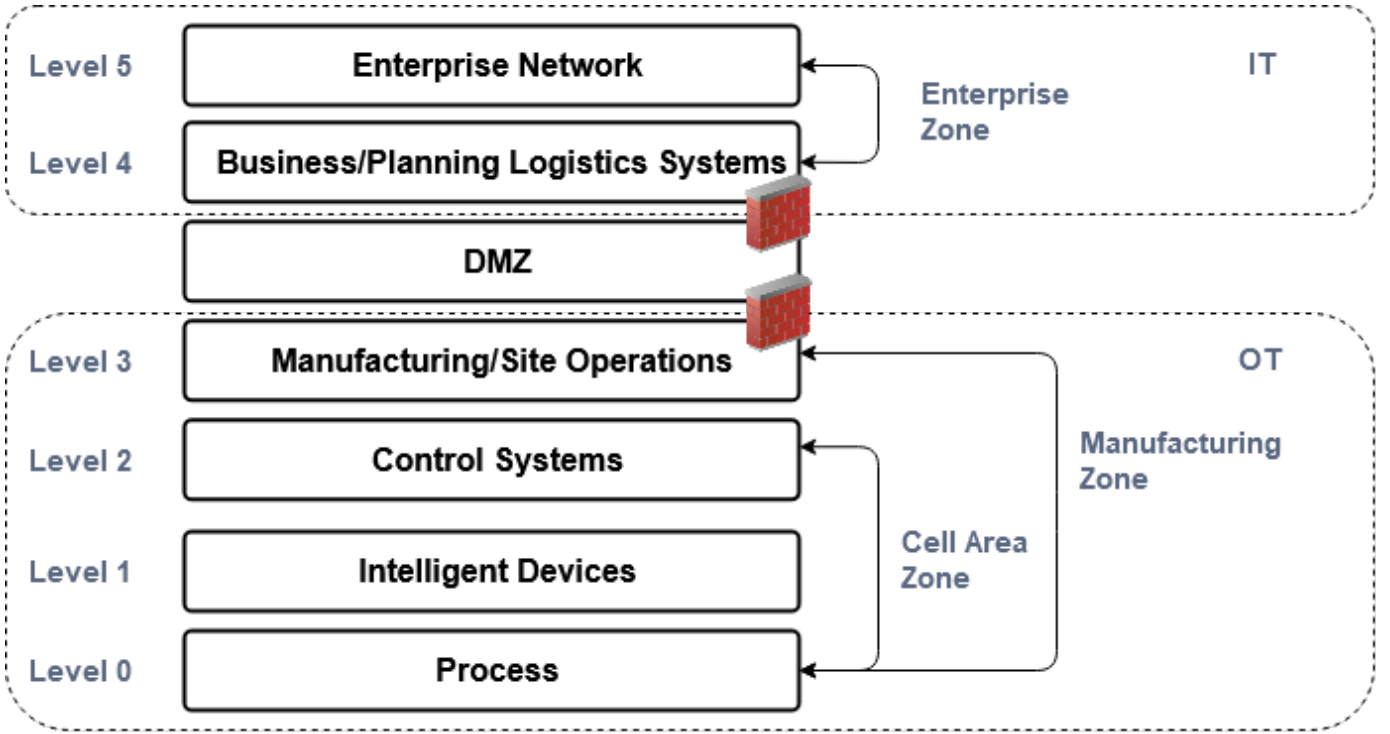 Level 5
Enterprise Network
IT
Enterprise
Zone
Level 4
Business/Planning Logistics Systems
DMZ
Level 3
Manufacturing/Site Operations
OT
Level 2
Control Systems
Manufacturing
Zone
Level 1
Intelligent Devices
Cell Area
Zone
Level 0
Process